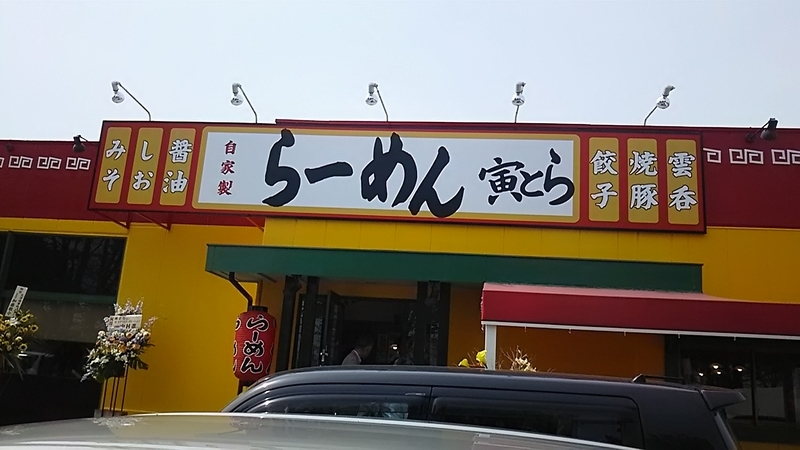 みそ
しお
醤油
自家製
らーめん 寅とら
餃子
焼豚
雲呑
らーめん